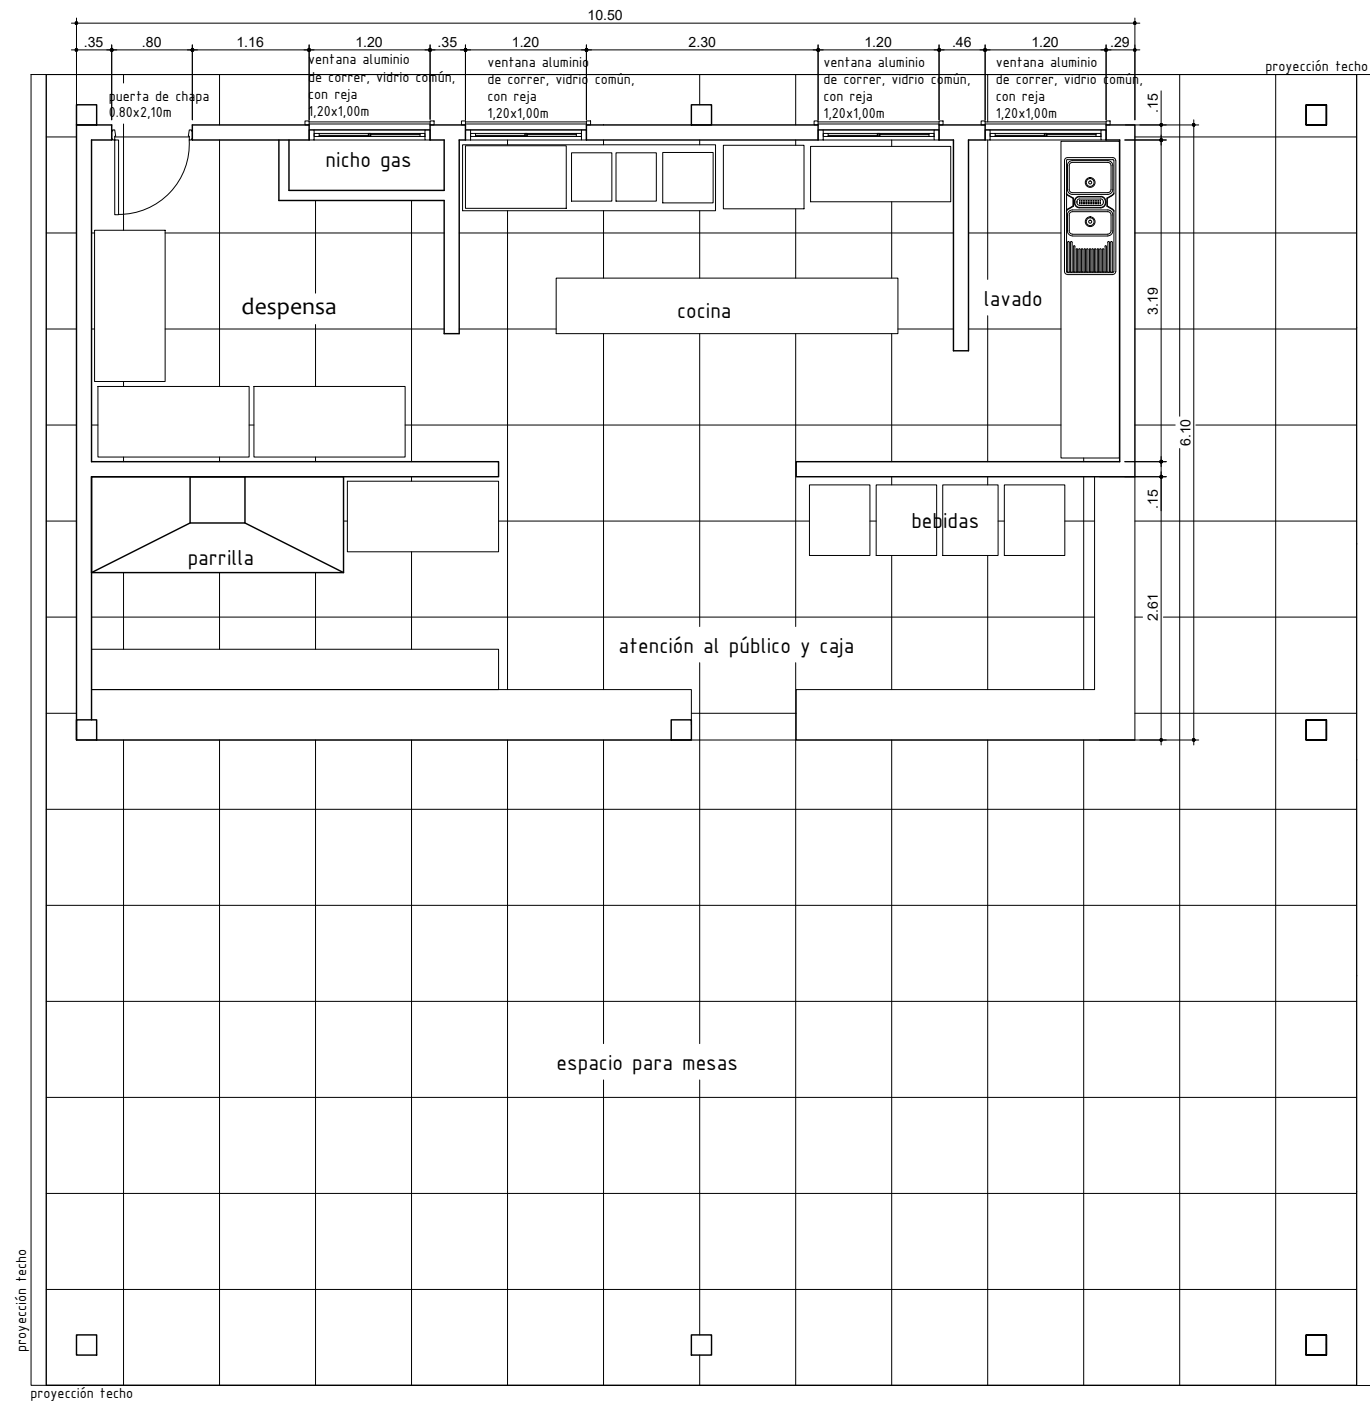 10.50
.35 .80 1.16 1.20 .35 1.20 2.30 1.20 .46 1.20 .29
ventana aluminio
de correr, vidrio común,
con reja
1,20x1,00m
ventana aluminio
de correr, vidrio común,
con reja
1,20x1,00m
ventana aluminio
de correr, vidrio común,
con reja
1,20x1,00m
ventana aluminio
de correr, vidrio común,
con reja
1,20x1,00m
proyección techo
puerta de chapa
0.80x2,10m
.15
nicho gas
despensa
cocina
lavado
3.19
6.10
.15
bebidas
parrilla
2.61
atención al público y caja
espacio para mesas
proyección techo
proyección techo